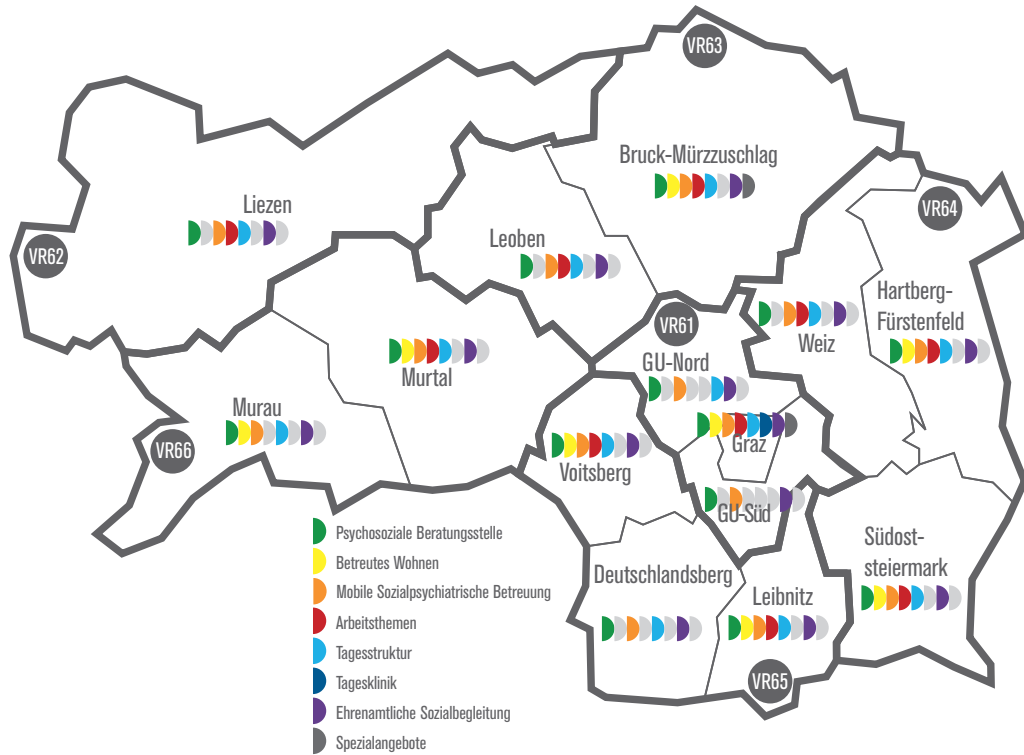 VR63
Bruck-Mürzzuschlag
VR64
Liezen
Leoben
VR62
Hartberg-
Fürstenfeld
VR61
Weiz
GU-Nord
Murtal
Murau
Graz
VR66
Voitsberg
GU-Süd
Südost-
steiermark
Deutschlandsberg
Leibnitz
VR65
Psychosoziale Beratungsstelle
Betreutes Wohnen
Mobile Sozialpsychiatrische Betreuung
Arbeitsthemen
Tagesstruktur
Tagesklinik
Ehrenamtliche Sozialbegleitung
Spezialangebote